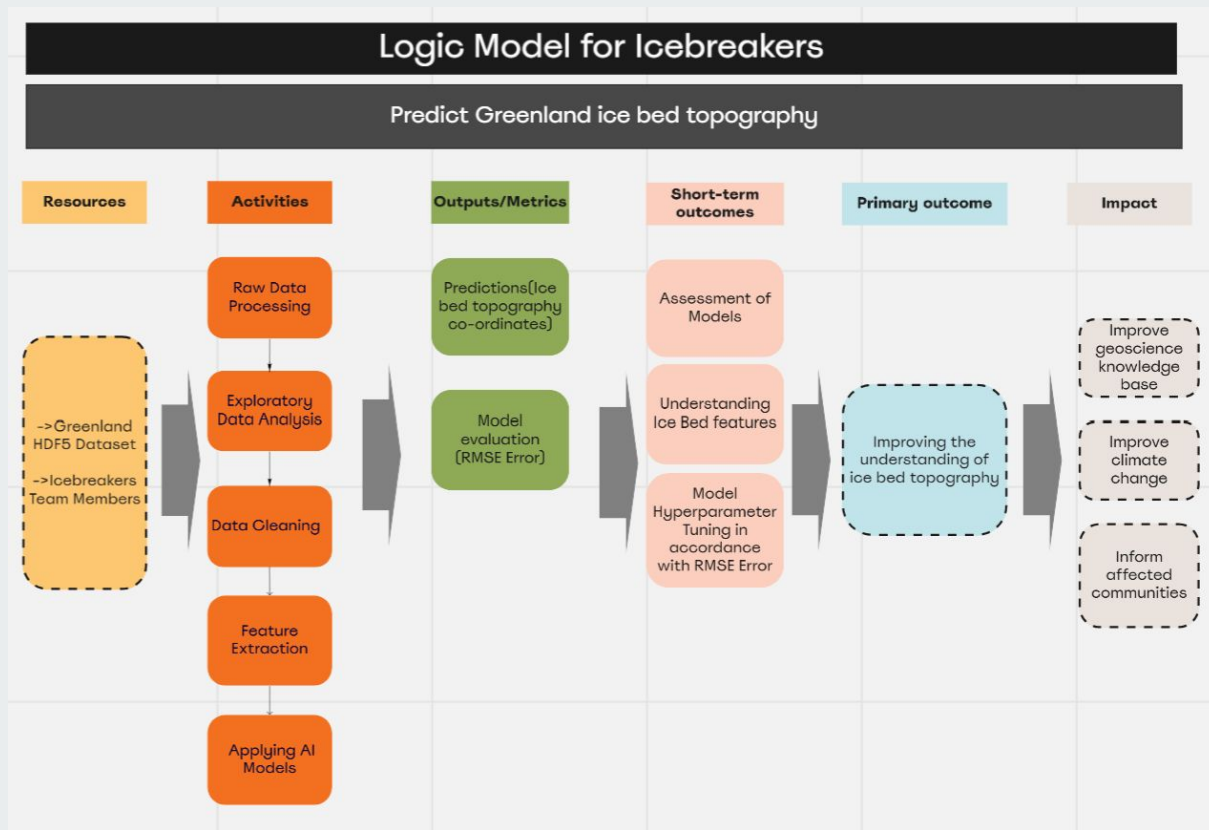 Logic Model for Icebreakers
Predict Greenland ice bed topography
Resources
Activities
Outputs/Metrics
Short-term
outcomes
Primary outcome
Impact
->Greenland
HDF5 Dataset
->Icebreakers
Team Members
Raw Data
Processing
Exploratory
Data Analysis
Data Cleaning
Feature
Extraction
Applying AI
Models
Predictions(Ice
bed topography
co-ordinates)
Model
evaluation
(RMSE Error)
Assessment of
Models
Understanding
Ice Bed features
Model
Hyperparameter
Tuning in
accordance
with RMSE Error
Improving the
understanding of
ice bed topography
Improve
geoscience
knowledge
base
Improve
climate
change
Inform
affected
communities